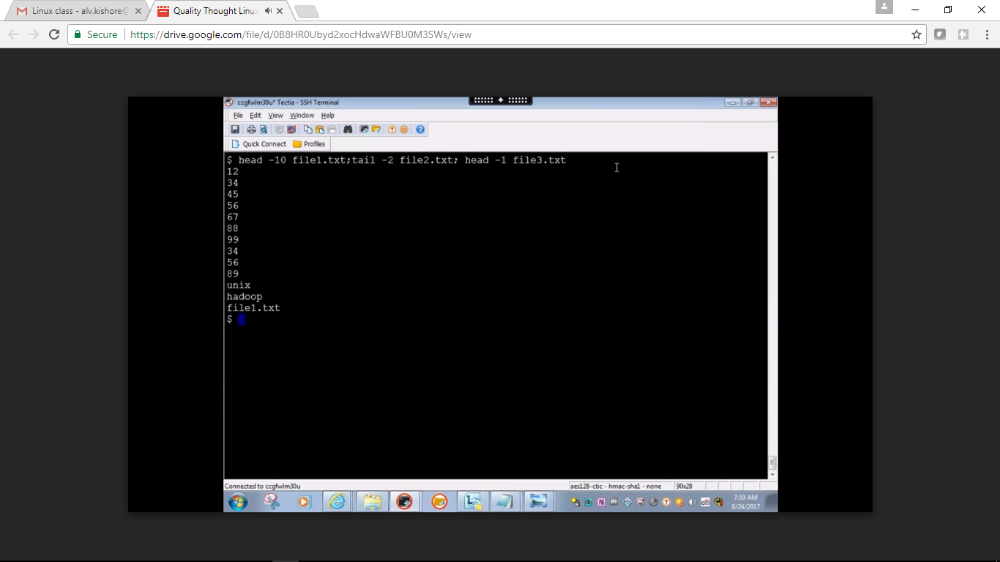 Linux class - alv.kishore@
Quality Thought Linux
Secure
https://drive.google.com/file/d/0B8HR0Ubyd2xocHdwaWFBU0M3SWs/view
ccgfwlm30u* Tectia - SSH Terminal
File Edit View Window Help
Quick Connect Profiles
$ head -10 file1.txt;tail -2 file2.txt; head -1 file3.txt
12
34
45
56
67
88
99
34
56
89
unix
hadoop
file1.txt
$
Connected to ccgfwlm30u
aes128-cbc - hmac-sha1 - none
90x28
7:59 AM
6/24/2017